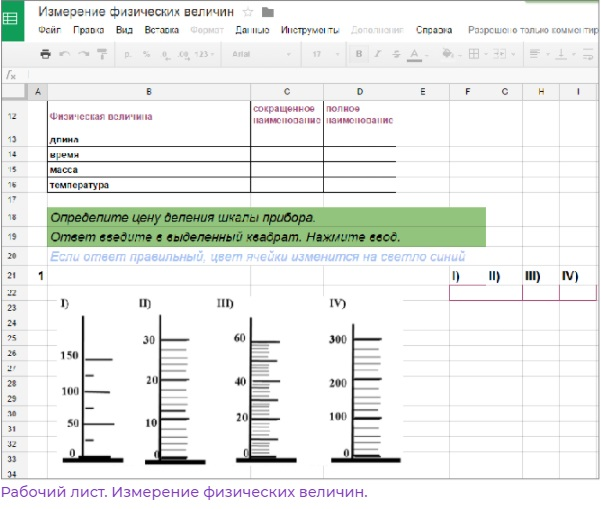 Измерение физических величин
Файл Правка Вид Вставка Формат Данные Инструменты Дополнения Справка Разрешено только комментир
р. % .0 .00 123 Arial 17 B I S A
fx
A B C D E F G H I
12 Физическая величина сокращенное наименование полное наименование
13 длина
14 время
15 масса
16 температура
17
18 Определите цену деления шкалы прибора.
19 Ответ введите в выделенный квадрат. Нажмите ввод.
20 Если ответ правильный, цвет ячейки изменится на светло синий
21 1 I) II) III) IV)
22
23 I) II) III) IV)
24
25
26 150 30 60 300
27
28 100 20 40 200
29
30
31 50 10 20 100
32
33 0 0 0 0
34
Рабочий лист. Измерение физических величин.